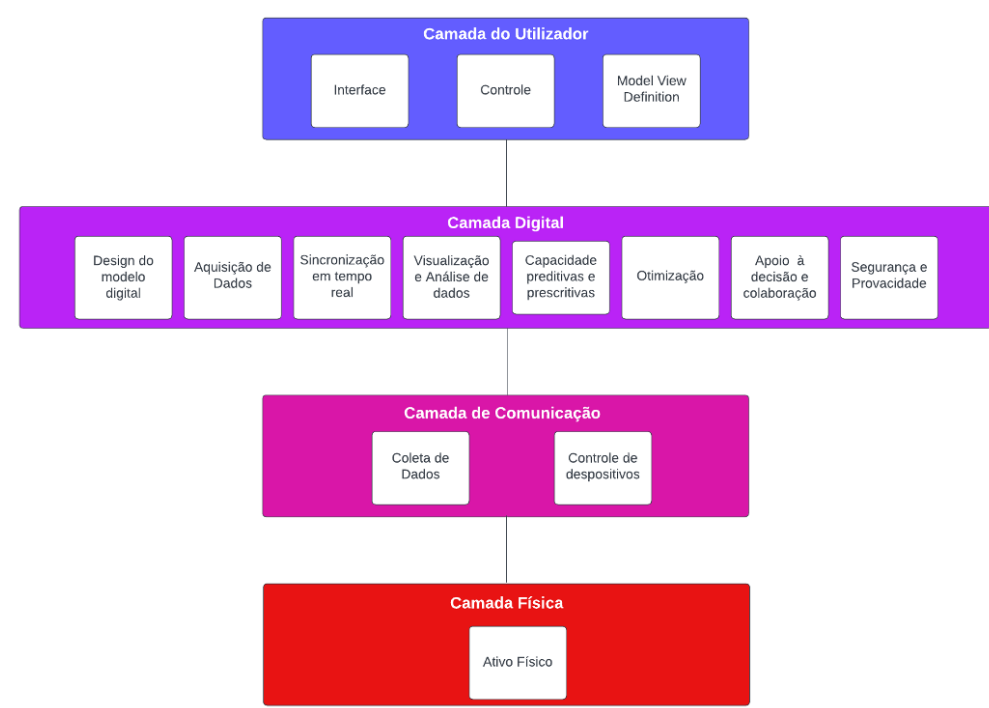 Camada do Utilizador
Interface
Controle
Model View
Definition
Camada Digital
Design do
modelo
digital
Aquisição de
Dados
Sincronização
em tempo
real
Visualização
e Análise de
dados
Capacidade
preditivas e
prescritivas
Otimização
Apoio à
decisão e
colaboração
Segurança e
Provacidade
Camada de Comunicação
Coleta de
Dados
Controle de
despositivos
Camada Física
Ativo Físico